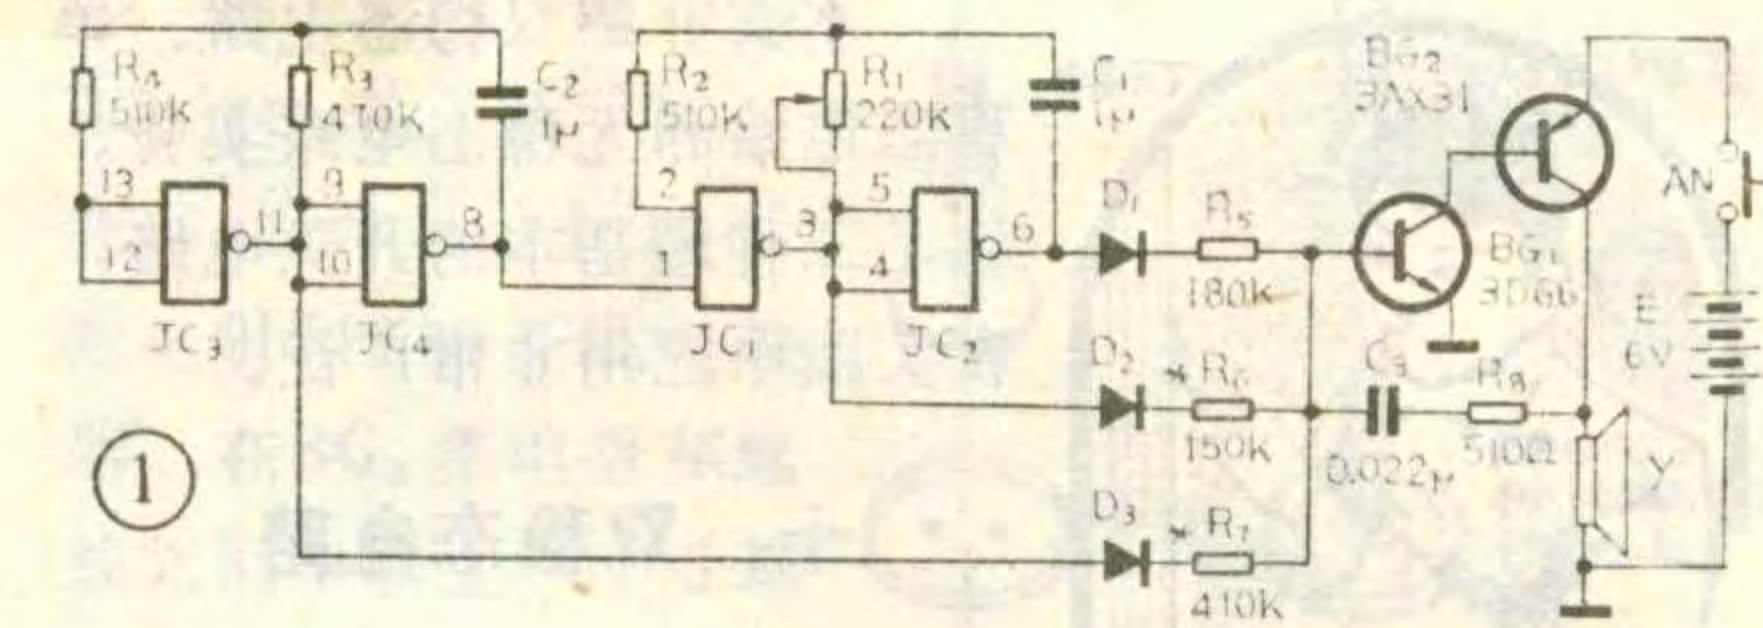 R4
510K
R3
470K
C2
1μ
R2
510K
R1
220K
C1
1μ
BG2
3AX31
13
12
11
9
10
8
2
1
3
5
4
6
JC3
JC4
JC1
JC2
D1
R5
180K
BG1
3DG6
AN
E
6V
D2
*R6
150K
C3
0.022μ
R8
510Ω
Y
D3
*R7
410K
1